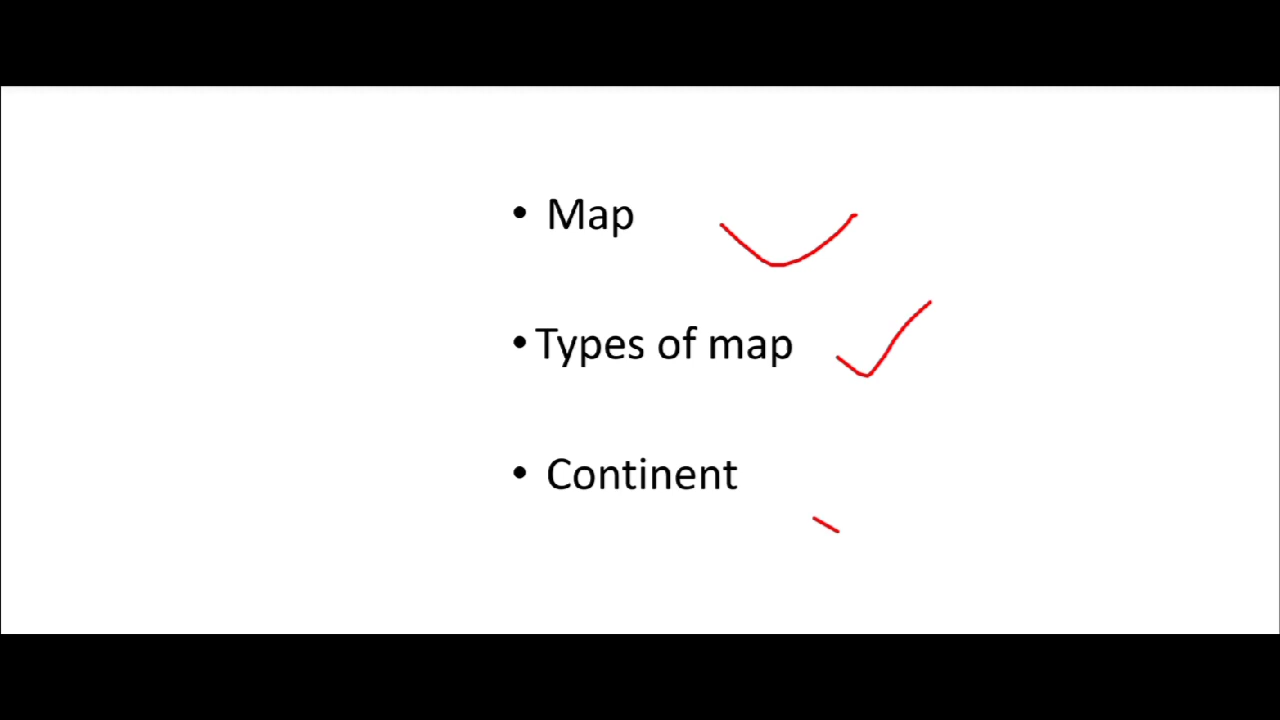 • Map
• Types of map
• Continent